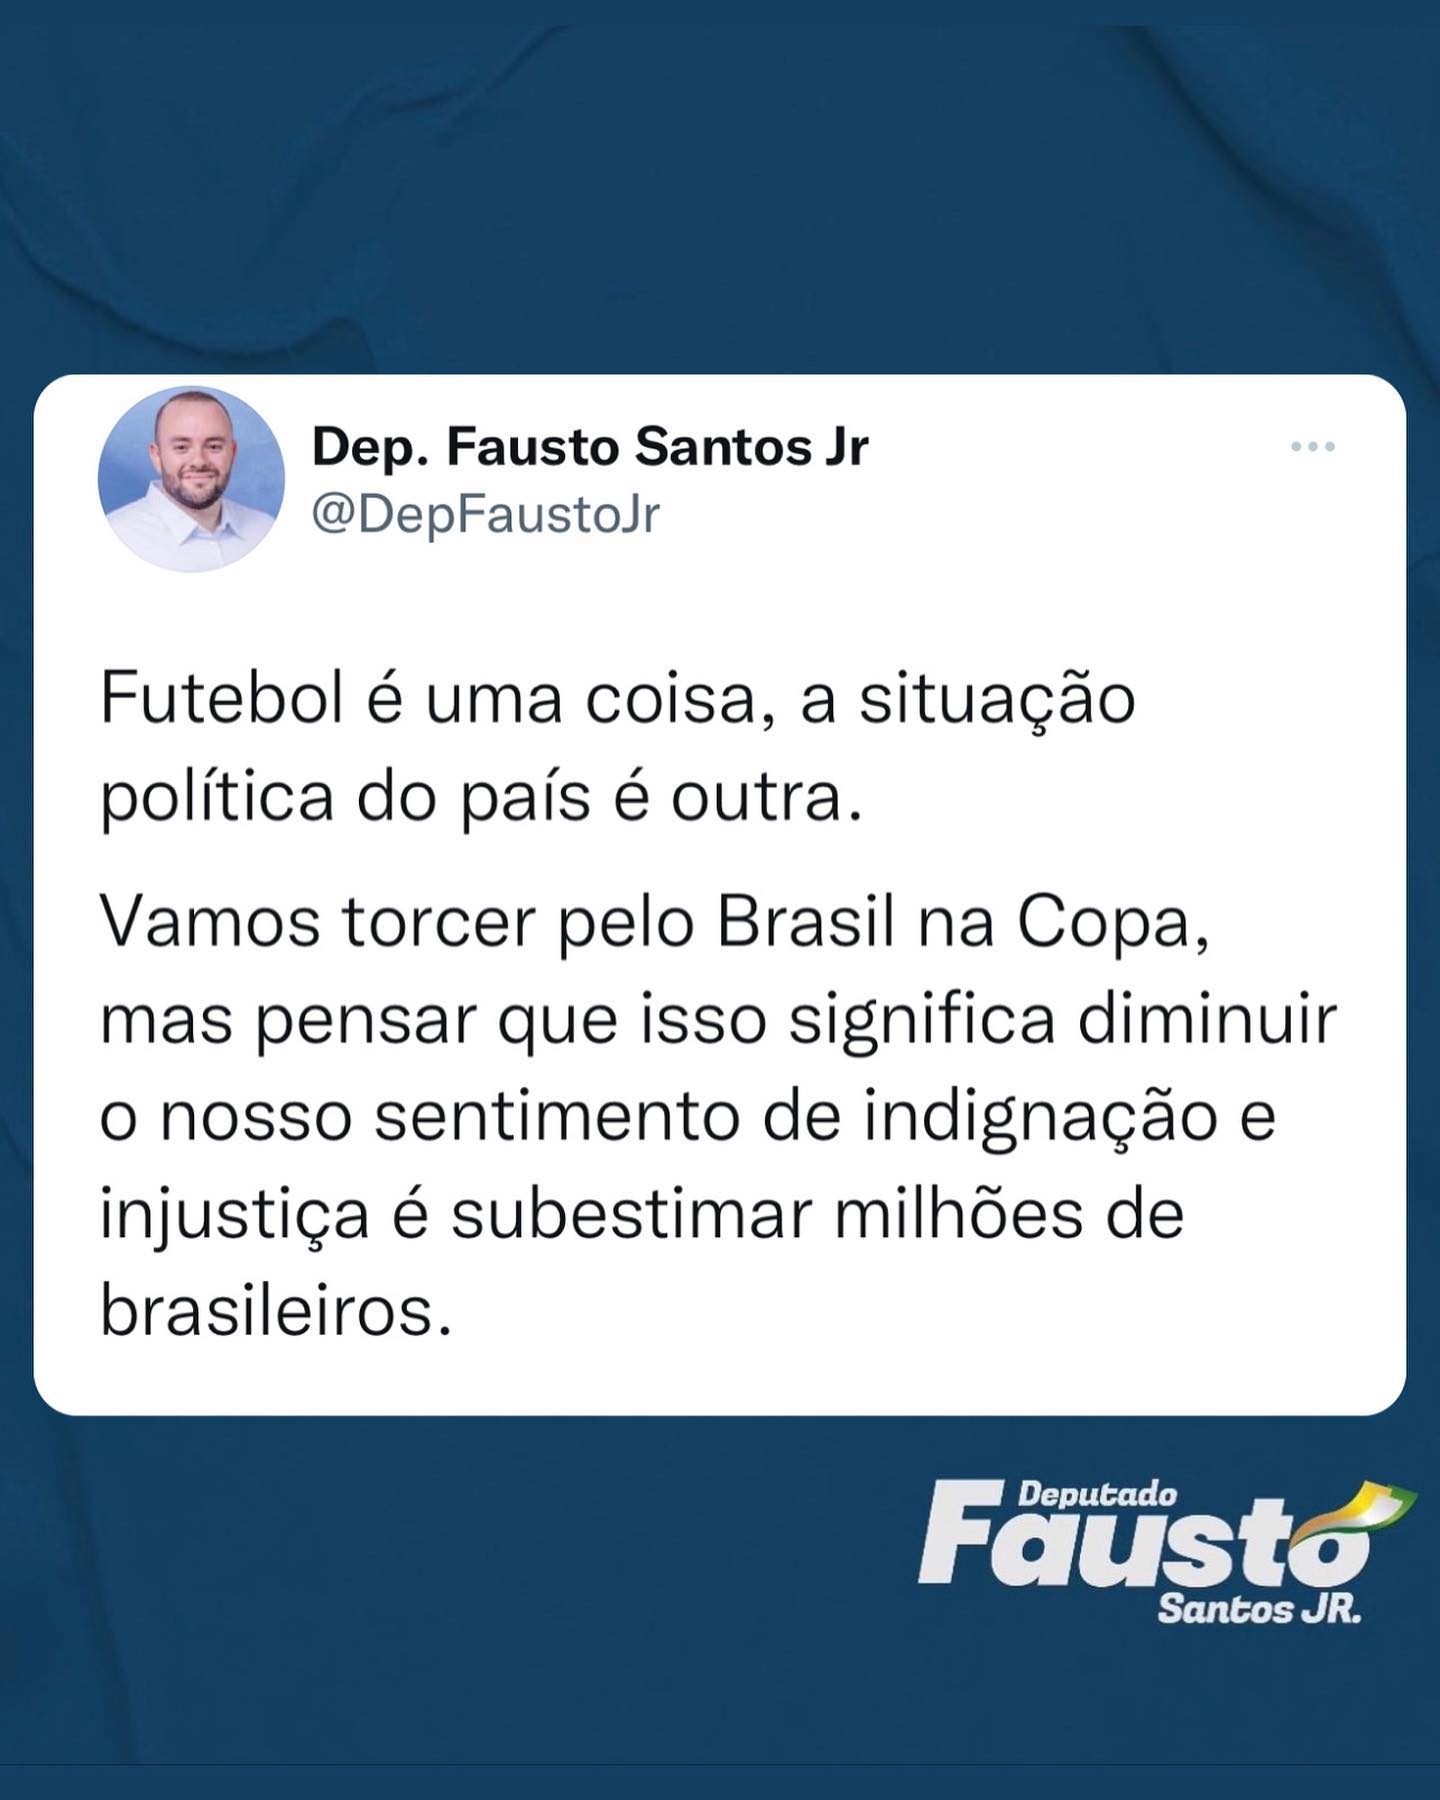 Dep. Fausto Santos Jr
@DepFaustoJr
Futebol é uma coisa, a situação
política do país é outra.
Vamos torcer pelo Brasil na Copa,
mas pensar que isso significa diminuir
o nosso sentimento de indignação e
injustiça é subestimar milhões de
brasileiros.
Deputado
Fausto
Santos JR.